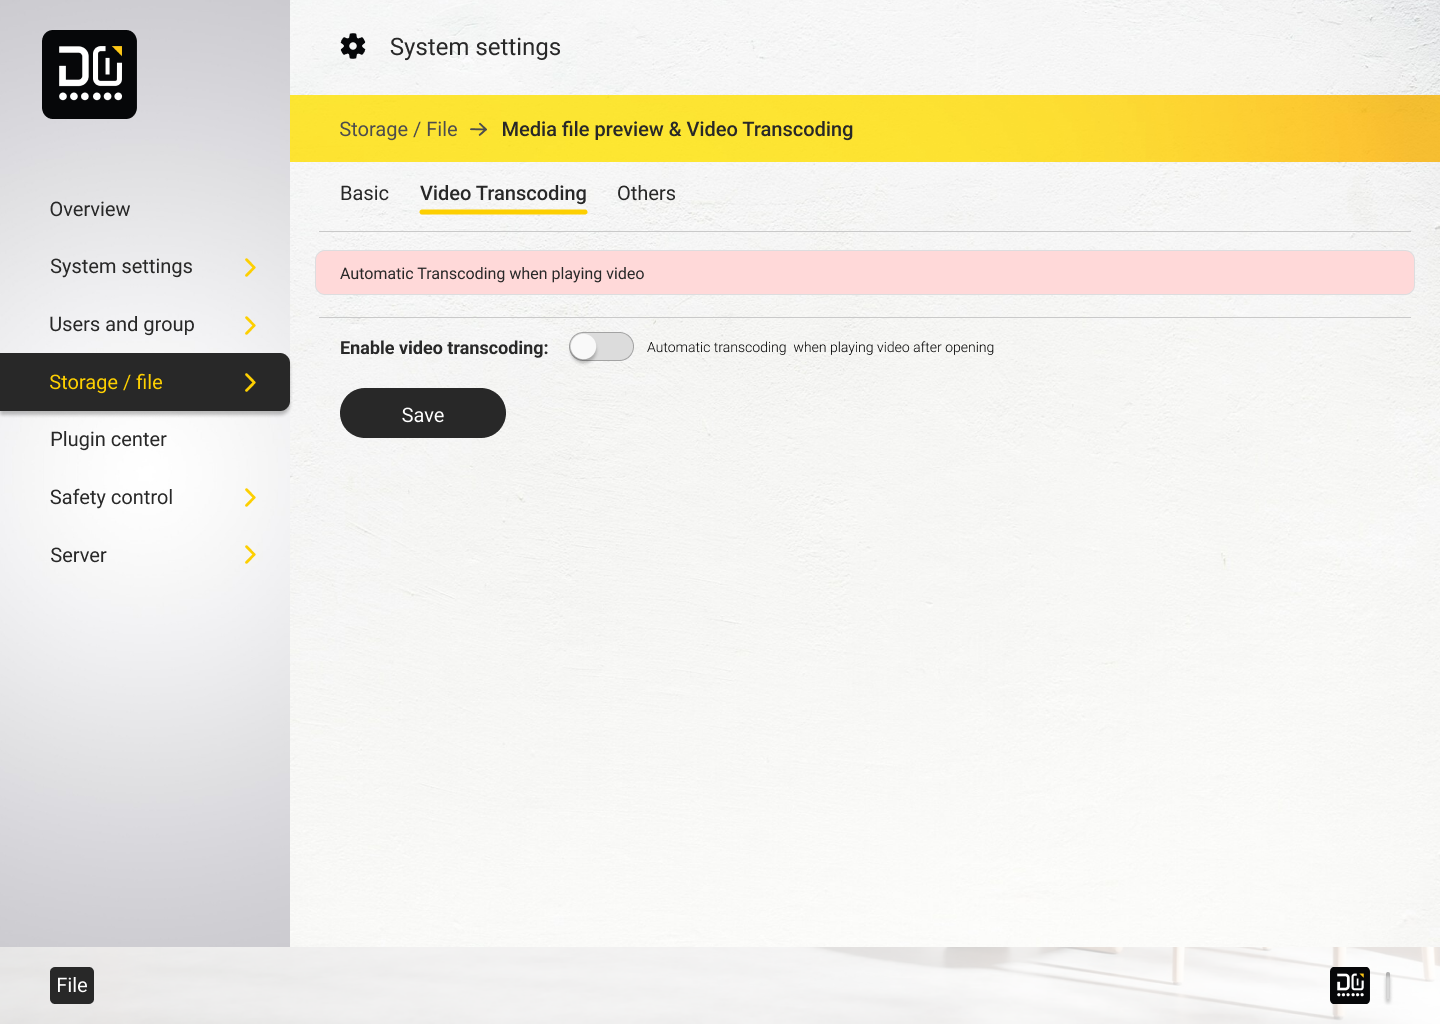 System settings
Storage / File → Media file preview & Video Transcoding
Basic Video Transcoding Others
Automatic Transcoding when playing video
Enable video transcoding: Automatic transcoding when playing video after opening
Save
Overview
System settings
Users and group
Storage / file
Plugin center
Safety control
Server
File